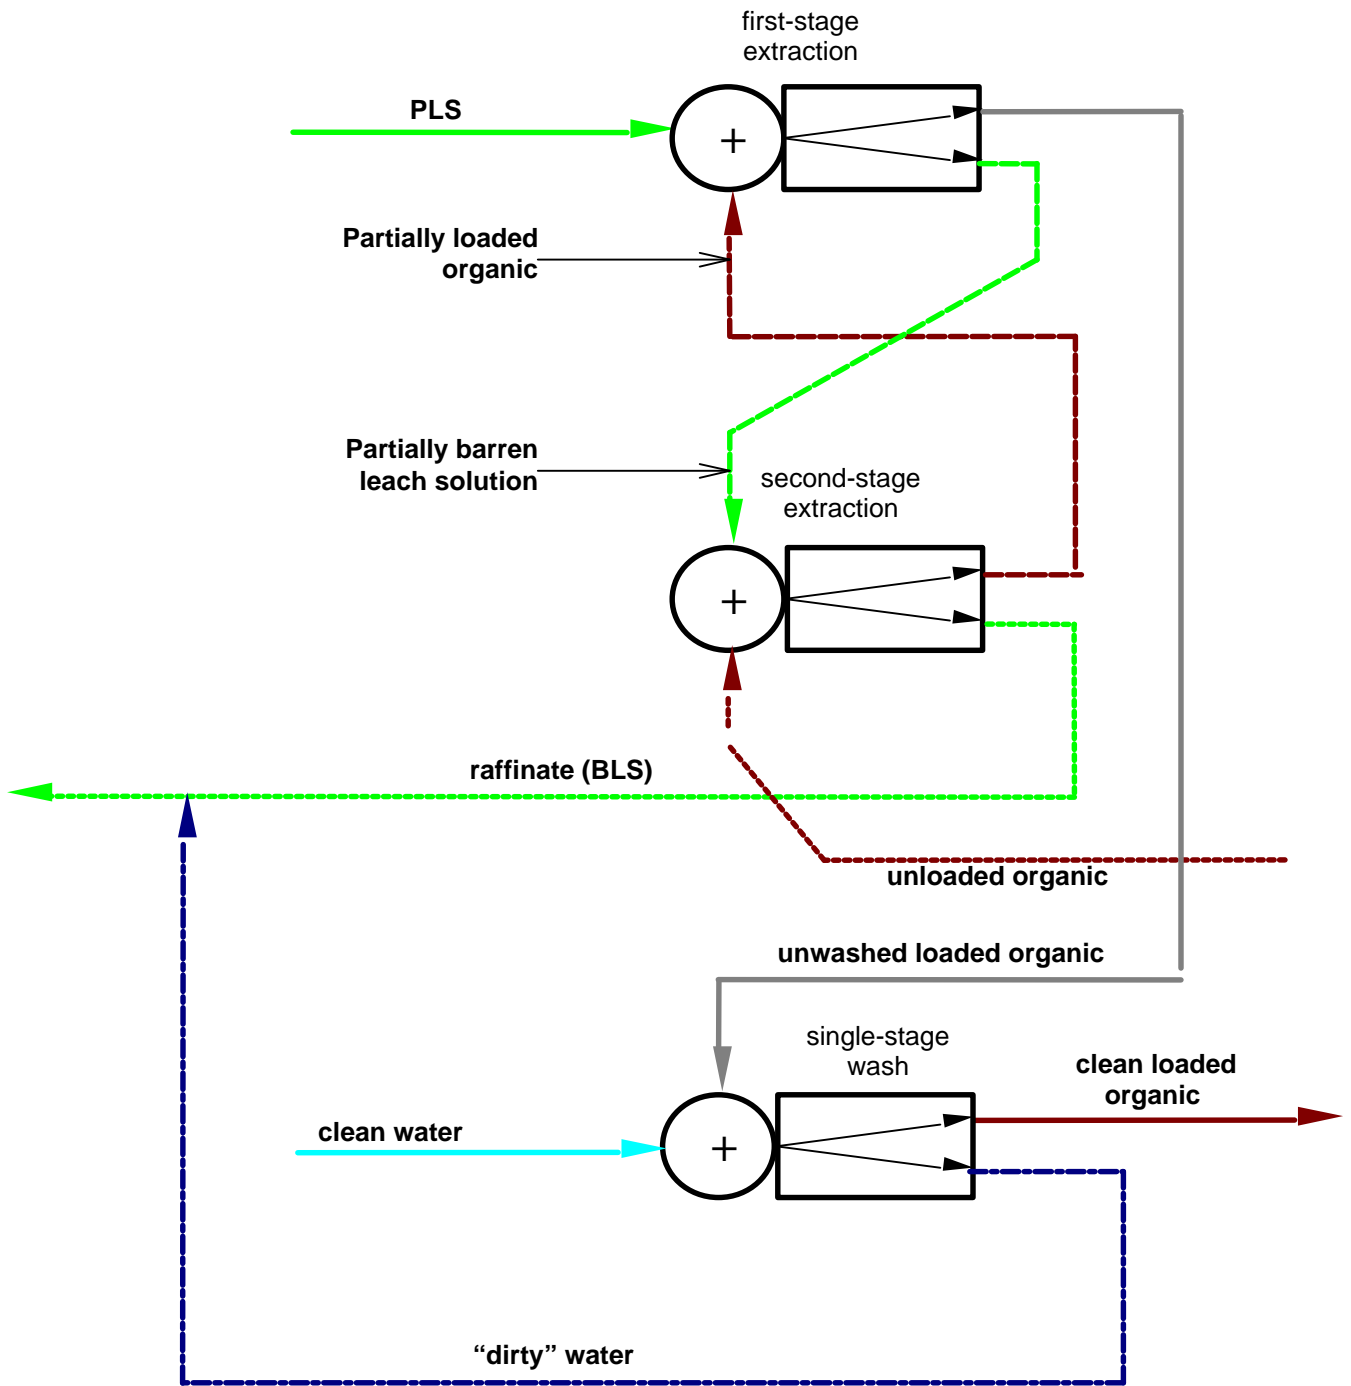 first-stage
extraction
PLS
+
Partially loaded
organic
Partially barren
leach solution
second-stage
extraction
+
raffinate (BLS)
unloaded organic
unwashed loaded organic
single-stage
wash
clean loaded
organic
clean water
+
“dirty” water